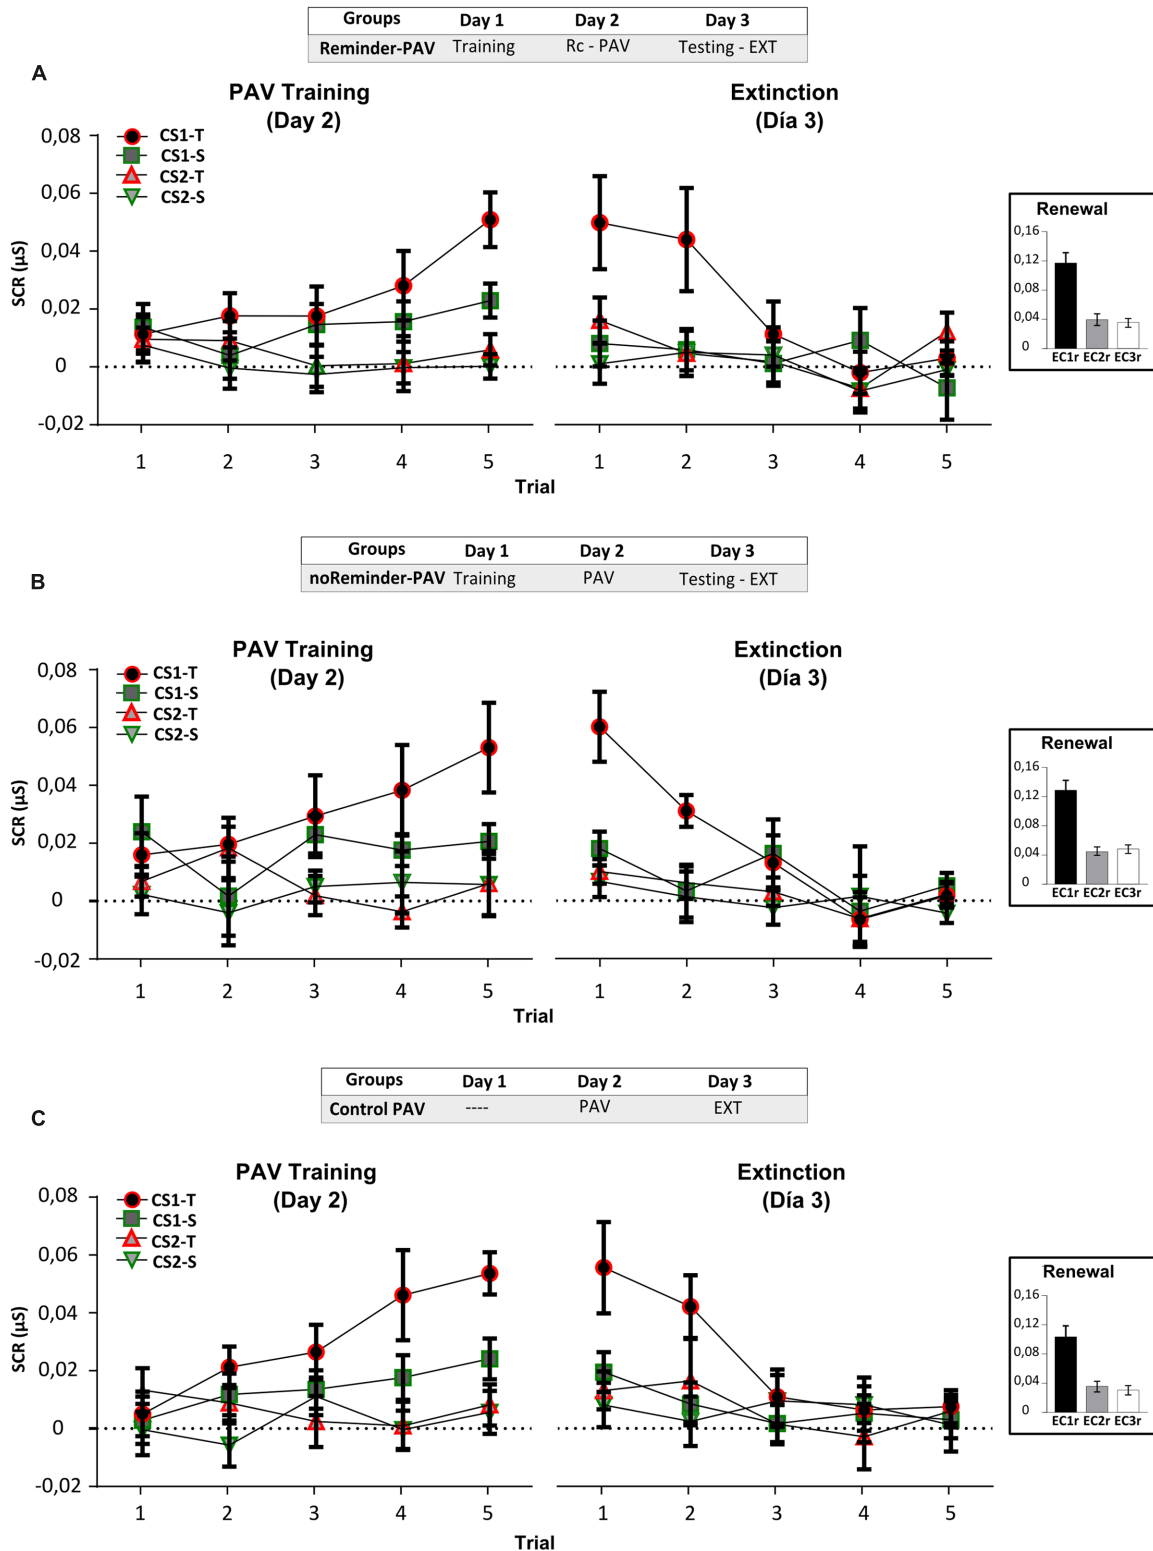 Groups Day 1 Day 2 Day 3
Reminder-PAV Training Rc - PAV Testing - EXT
A
PAV Training
(Day 2)
Extinction
(Día 3)
CS1-T
CS1-S
CS2-T
CS2-S
SCR (µS)
0,08
0,06
0,04
0,02
0
-0,02
1 2 3 4 5
1 2 3 4 5
Trial
Renewal
0,16
0,12
0,08
0,04
0
EC1r EC2r EC3r
Groups Day 1 Day 2 Day 3
noReminder-PAV Training PAV Testing - EXT
B
PAV Training
(Day 2)
Extinction
(Día 3)
CS1-T
CS1-S
CS2-T
CS2-S
SCR (µS)
0,08
0,06
0,04
0,02
0
-0,02
1 2 3 4 5
1 2 3 4 5
Trial
Renewal
0,16
0,12
0,08
0,04
0
EC1r EC2r EC3r
Groups Day 1 Day 2 Day 3
Control PAV ---- PAV EXT
C
PAV Training
(Day 2)
Extinction
(Día 3)
CS1-T
CS1-S
CS2-T
CS2-S
SCR (µS)
0,08
0,06
0,04
0,02
0
-0,02
1 2 3 4 5
1 2 3 4 5
Trial
Renewal
0,16
0,12
0,08
0,04
0
EC1r EC2r EC3r